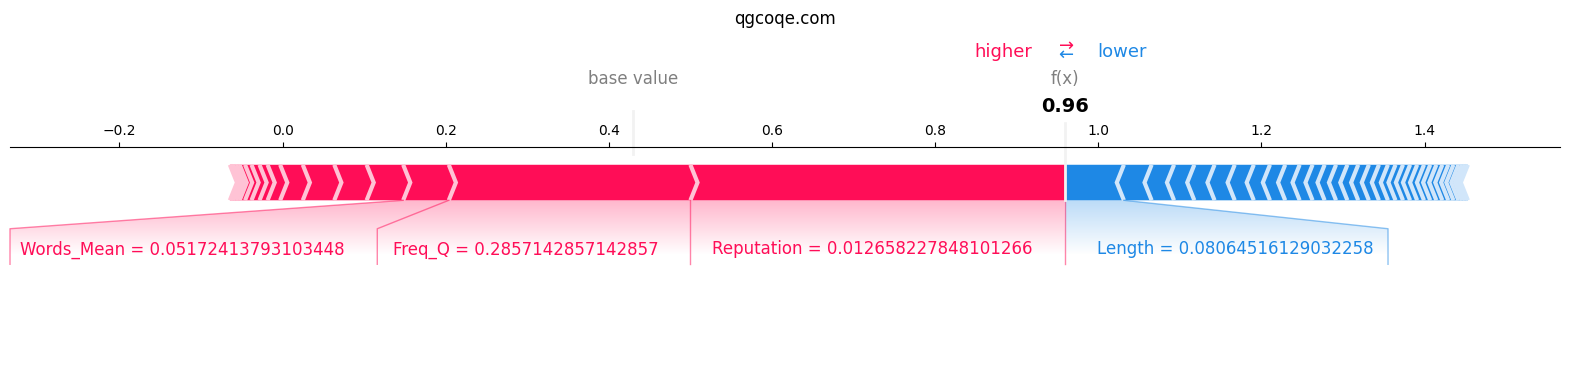 qgcoqe.com
higher ⇄ lower
base value f(x)
0.96
−0.2 0.0 0.2 0.4 0.6 0.8 1.0 1.2 1.4
Words_Mean = 0.05172413793103448 Freq_Q = 0.2857142857142857 Reputation = 0.012658227848101266 Length = 0.08064516129032258